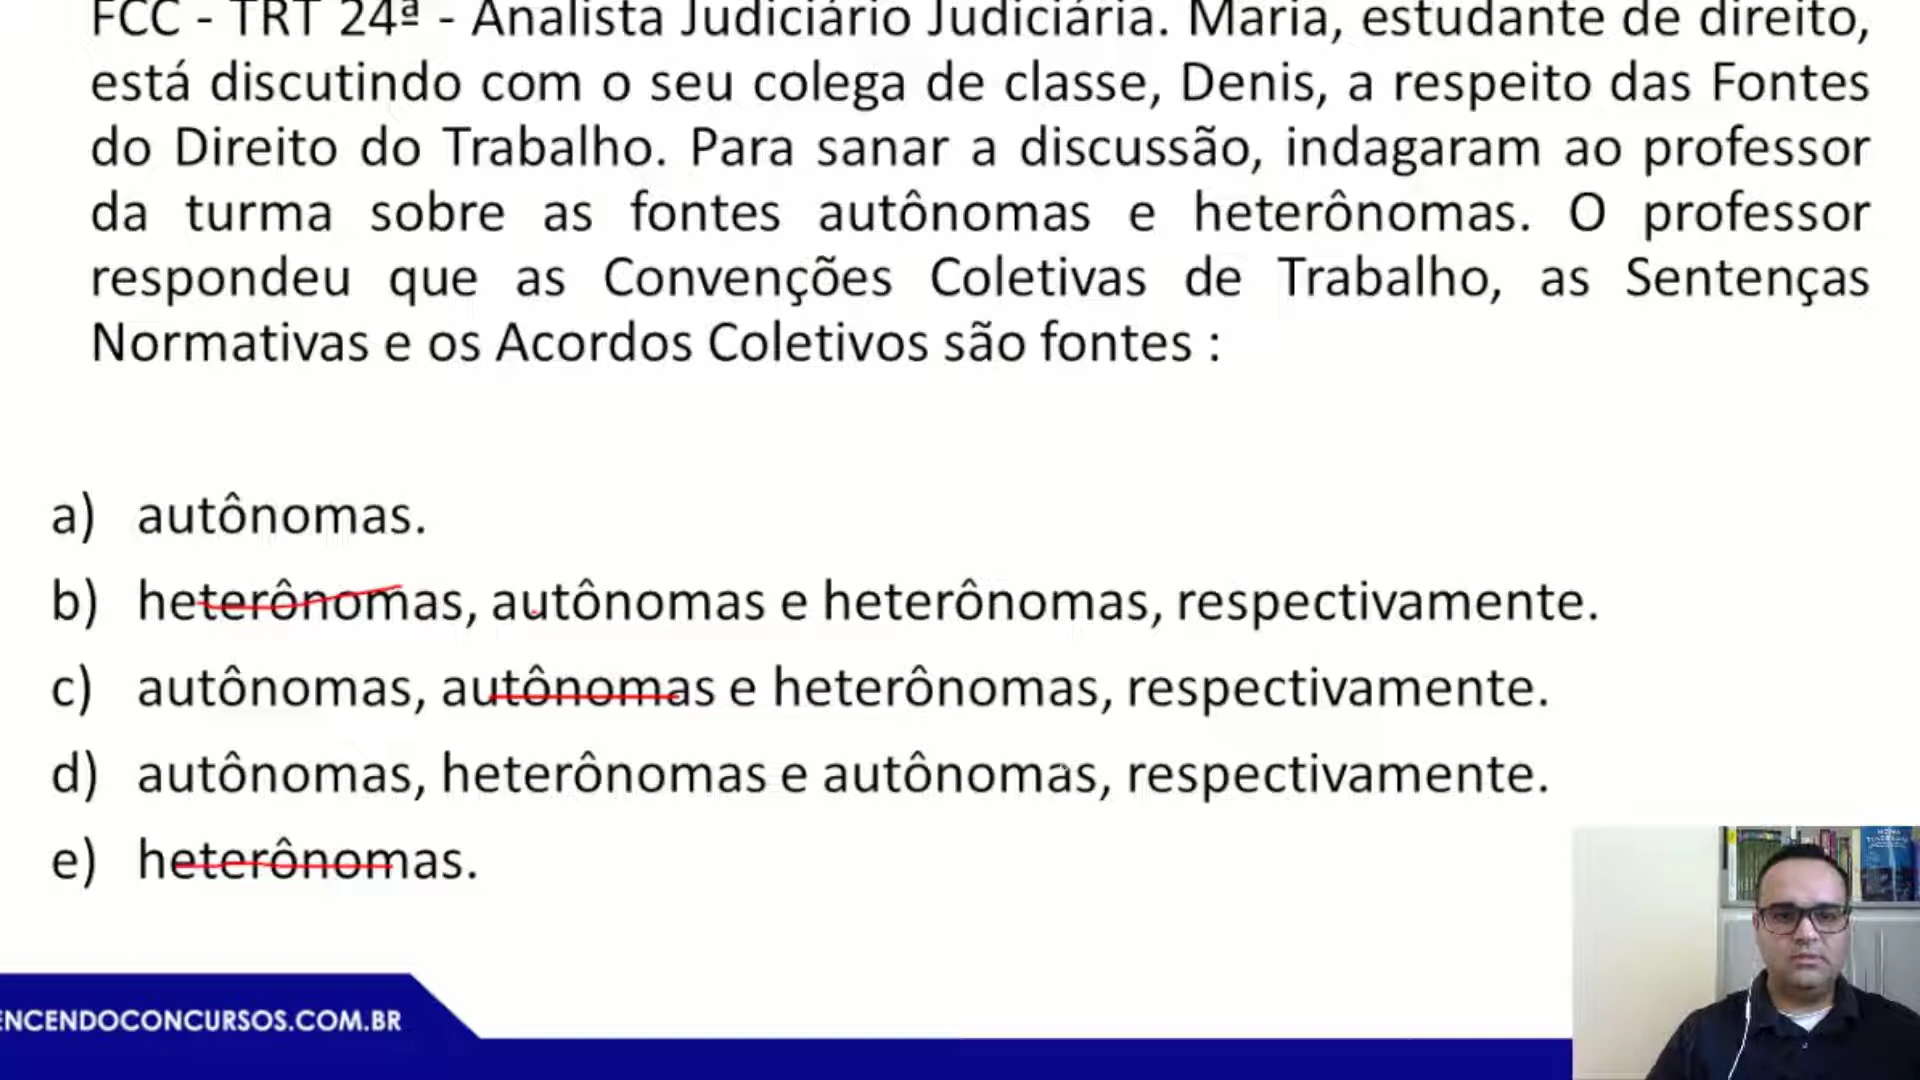 FCC - TRT 24ª - Analista Judiciário Judiciária. Maria, estudante de direito,
está discutindo com o seu colega de classe, Denis, a respeito das Fontes
do Direito do Trabalho. Para sanar a discussão, indagaram ao professor
da turma sobre as fontes autônomas e heterônomas. O professor
respondeu que as Convenções Coletivas de Trabalho, as Sentenças
Normativas e os Acordos Coletivos são fontes :
a) autônomas.
b) heterônomas, autônomas e heterônomas, respectivamente.
c) autônomas, autônomas e heterônomas, respectivamente.
d) autônomas, heterônomas e autônomas, respectivamente.
e) heterônomas.
ENCENDOCONCURSOS.COM.BR